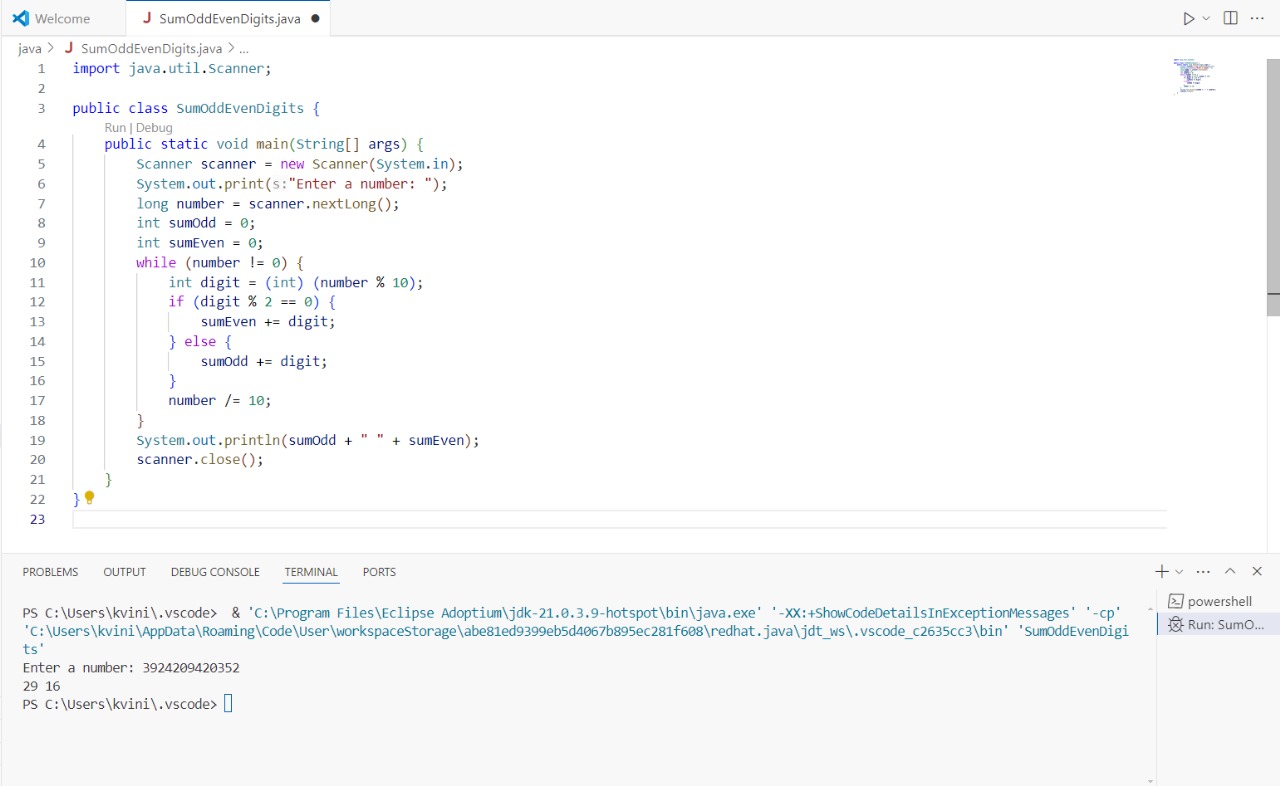 Welcome
J SumOddEvenDigits.java
java > J SumOddEvenDigits.java > ...
1 import java.util.Scanner;
2
3 public class SumOddEvenDigits {
Run | Debug
4 public static void main(String[] args) {
5 Scanner scanner = new Scanner(System.in);
6 System.out.print(s:"Enter a number: ");
7 long number = scanner.nextLong();
8 int sumOdd = 0;
9 int sumEven = 0;
10 while (number != 0) {
11 int digit = (int) (number % 10);
12 if (digit % 2 == 0) {
13 sumEven += digit;
14 } else {
15 sumOdd += digit;
16 }
17 number /= 10;
18 }
19 System.out.println(sumOdd + " " + sumEven);
20 scanner.close();
21 }
22 }
23
PROBLEMS OUTPUT DEBUG CONSOLE TERMINAL PORTS
PS C:\Users\kvini\.vscode>  & 'C:\Program Files\Eclipse Adoptium\jdk-21.0.3.9-hotspot\bin\java.exe' '-XX:+ShowCodeDetailsInExceptionMessages' '-cp'
'C:\Users\kvini\AppData\Roaming\Code\User\workspaceStorage\abe81ed9399eb5d4067b895ec281f608\redhat.java\jdt_ws\.vscode_c2635cc3\bin' 'SumOddEvenDigi
ts'
Enter a number: 3924209420352
29 16
PS C:\Users\kvini\.vscode>
powershell
Run: SumO...